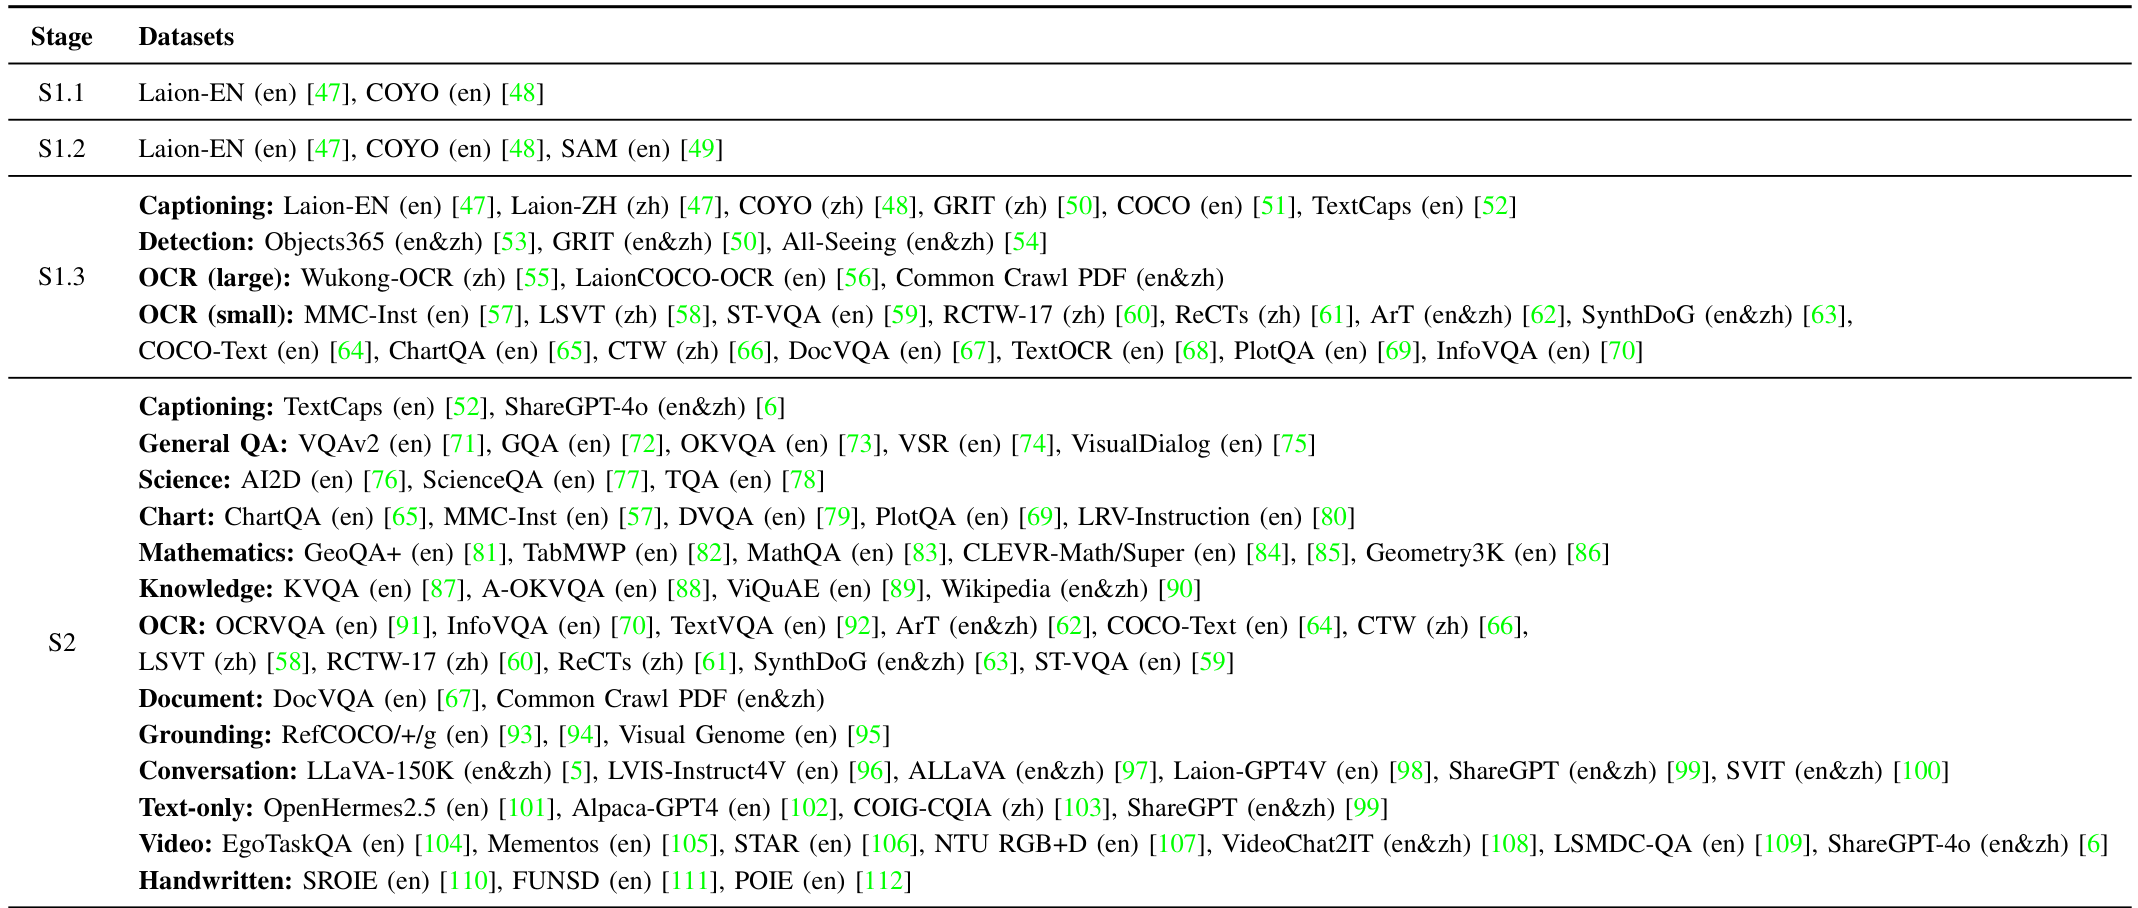 Stage Datasets
S1.1 Laion-EN (en) [47], COYO (en) [48]
S1.2 Laion-EN (en) [47], COYO (en) [48], SAM (en) [49]
S1.3
Captioning: Laion-EN (en) [47], Laion-ZH (zh) [47], COYO (zh) [48], GRIT (zh) [50], COCO (en) [51], TextCaps (en) [52]
Detection: Objects365 (en&zh) [53], GRIT (en&zh) [50], All-Seeing (en&zh) [54]
OCR (large): Wukong-OCR (zh) [55], LaionCOCO-OCR (en) [56], Common Crawl PDF (en&zh)
OCR (small): MMC-Inst (en) [57], LSVT (zh) [58], ST-VQA (en) [59], RCTW-17 (zh) [60], ReCTs (zh) [61], ArT (en&zh) [62], SynthDoG (en&zh) [63],
COCO-Text (en) [64], ChartQA (en) [65], CTW (zh) [66], DocVQA (en) [67], TextOCR (en) [68], PlotQA (en) [69], InfoVQA (en) [70]
S2
Captioning: TextCaps (en) [52], ShareGPT-4o (en&zh) [6]
General QA: VQAv2 (en) [71], GQA (en) [72], OKVQA (en) [73], VSR (en) [74], VisualDialog (en) [75]
Science: AI2D (en) [76], ScienceQA (en) [77], TQA (en) [78]
Chart: ChartQA (en) [65], MMC-Inst (en) [57], DVQA (en) [79], PlotQA (en) [69], LRV-Instruction (en) [80]
Mathematics: GeoQA+ (en) [81], TabMWP (en) [82], MathQA (en) [83], CLEVR-Math/Super (en) [84], [85], Geometry3K (en) [86]
Knowledge: KVQA (en) [87], A-OKVQA (en) [88], ViQuAE (en) [89], Wikipedia (en&zh) [90]
OCR: OCRVQA (en) [91], InfoVQA (en) [70], TextVQA (en) [92], ArT (en&zh) [62], COCO-Text (en) [64], CTW (zh) [66],
LSVT (zh) [58], RCTW-17 (zh) [60], ReCTs (zh) [61], SynthDoG (en&zh) [63], ST-VQA (en) [59]
Document: DocVQA (en) [67], Common Crawl PDF (en&zh)
Grounding: RefCOCO/+/g (en) [93], [94], Visual Genome (en) [95]
Conversation: LLaVA-150K (en&zh) [5], LVIS-Instruct4V (en) [96], ALLaVA (en&zh) [97], Laion-GPT4V (en) [98], ShareGPT (en&zh) [99], SVIT (en&zh) [100]
Text-only: OpenHermes2.5 (en) [101], Alpaca-GPT4 (en) [102], COIG-CQIA (zh) [103], ShareGPT (en&zh) [99]
Video: EgoTaskQA (en) [104], Mementos (en) [105], STAR (en) [106], NTU RGB+D (en) [107], VideoChat2IT (en&zh) [108], LSMDC-QA (en) [109], ShareGPT-4o (en&zh) [6]
Handwritten: SROIE (en) [110], FUNSD (en) [111], POIE (en) [112]